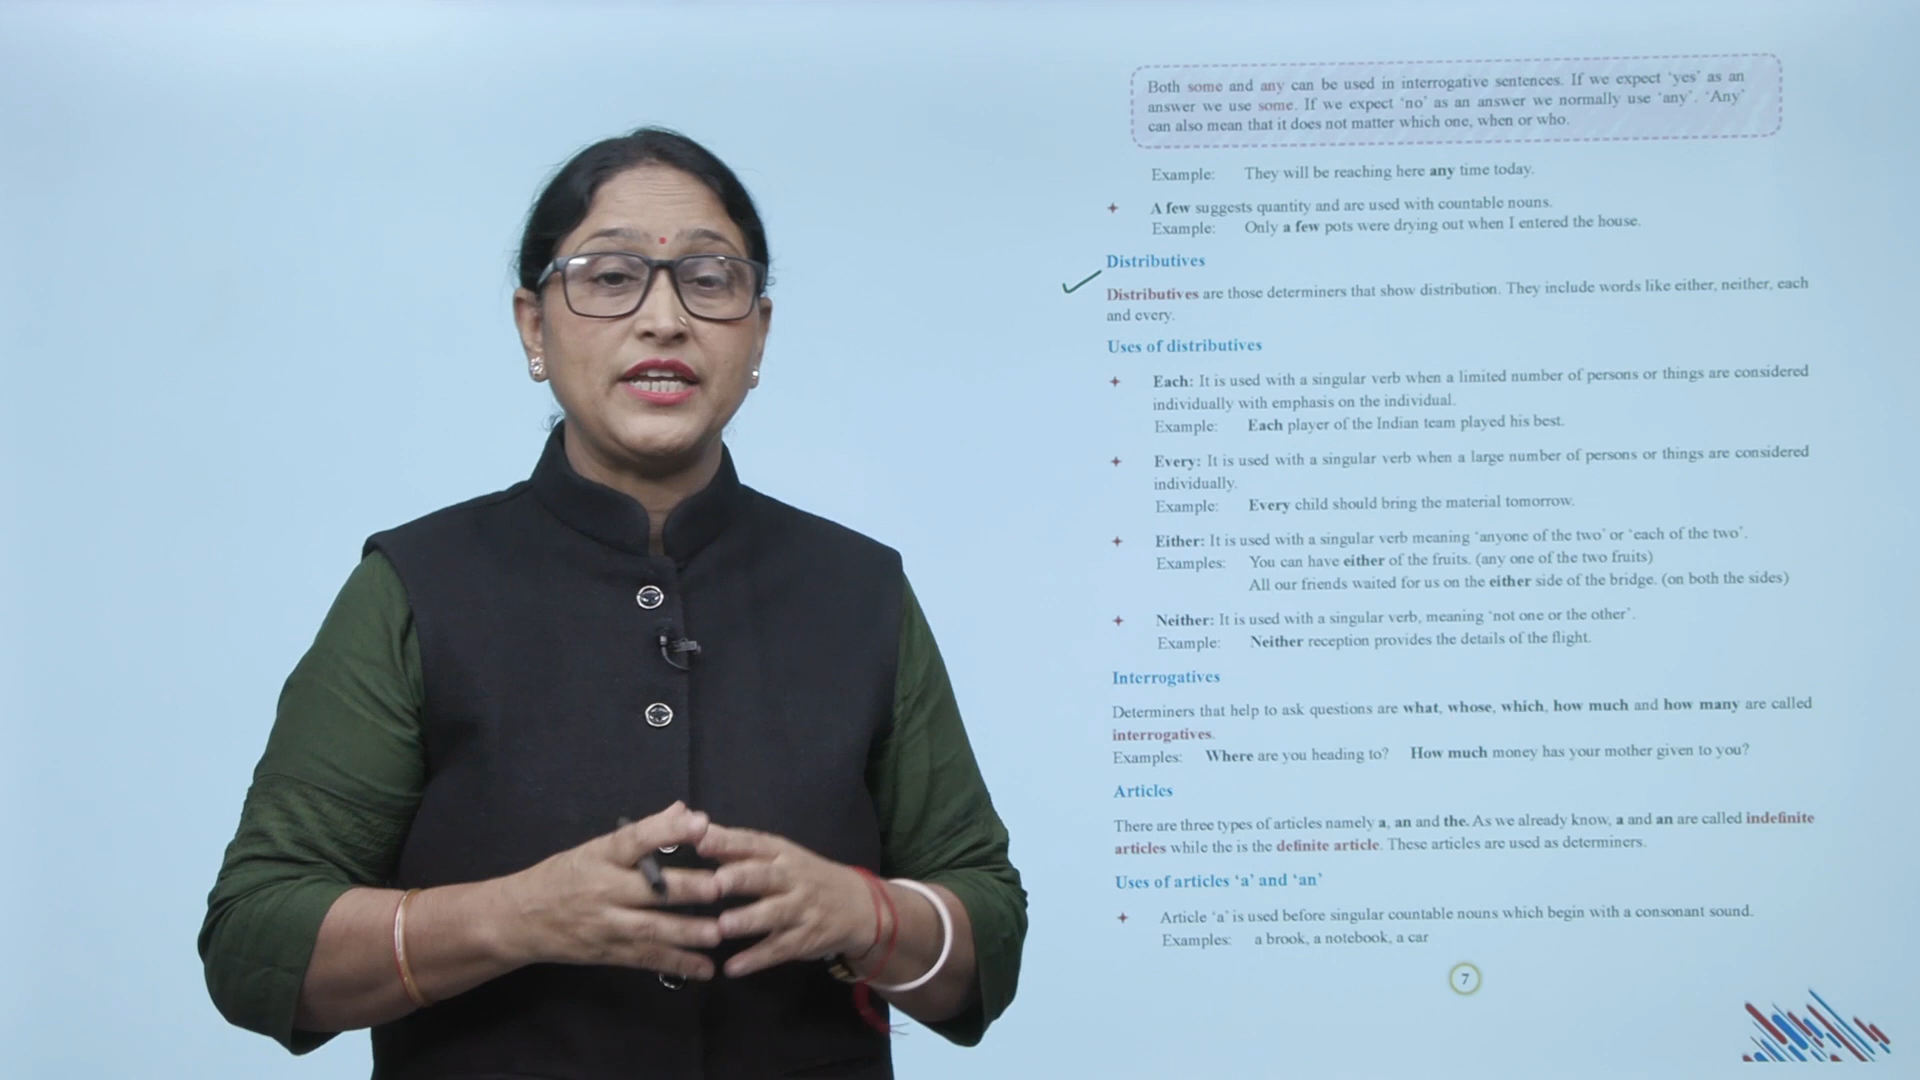 Both some and any can be used in interrogative sentences. If we expect ‘yes’ as an
answer we use some. If we expect ‘no’ as an answer we normally use ‘any’. ‘Any’
can also mean that it does not matter which one, when or who.
Example: They will be reaching here any time today.
A few suggests quantity and are used with countable nouns.
Example: Only a few pots were drying out when I entered the house.
Distributives
Distributives are those determiners that show distribution. They include words like either, neither, each
and every.
Uses of distributives
Each: It is used with a singular verb when a limited number of persons or things are considered
individually with emphasis on the individual.
Example: Each player of the Indian team played his best.
Every: It is used with a singular verb when a large number of persons or things are considered
individually.
Example: Every child should bring the material tomorrow.
Either: It is used with a singular verb meaning ‘anyone of the two’ or ‘each of the two’.
Examples: You can have either of the fruits. (any one of the two fruits)
All our friends waited for us on the either side of the bridge. (on both the sides)
Neither: It is used with a singular verb, meaning ‘not one or the other’.
Example: Neither reception provides the details of the flight.
Interrogatives
Determiners that help to ask questions are what, whose, which, how much and how many are called
interrogatives.
Examples: Where are you heading to? How much money has your mother given to you?
Articles
There are three types of articles namely a, an and the. As we already know, a and an are called indefinite
articles while the is the definite article. These articles are used as determiners.
Uses of articles ‘a’ and ‘an’
Article ‘a’ is used before singular countable nouns which begin with a consonant sound.
Examples: a brook, a notebook, a car
7